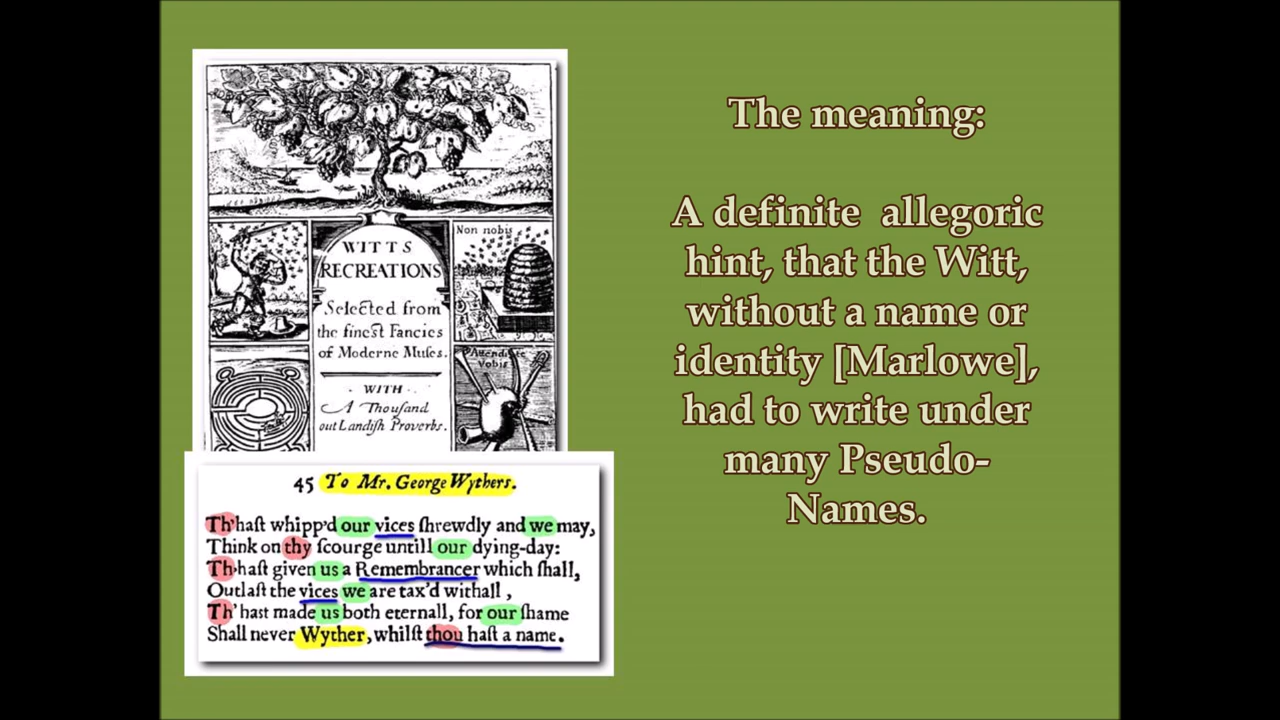 WITTS
RECREATIONS
Selected from
the finest Fancies
of Moderne Muses.
WITH
A Thousand
out Landish Proverbs.
Non nobis
Attendite
Vobis
45 To Mr. George Wythers.
Th'haſt whipp'd our vices ſhrewdly and we may,
Think on thy ſcourge untill our dying-day:
Th'haſt given us a Remembrancer which ſhall,
Outlaſt the vices we are tax'd withall,
Th' hast made us both eternall, for our ſhame
Shall never Wyther, whilſt thou haſt a name.
The meaning:
A definite allegoric
hint, that the Witt,
without a name or
identity [Marlowe],
had to write under
many Pseudo-
Names.